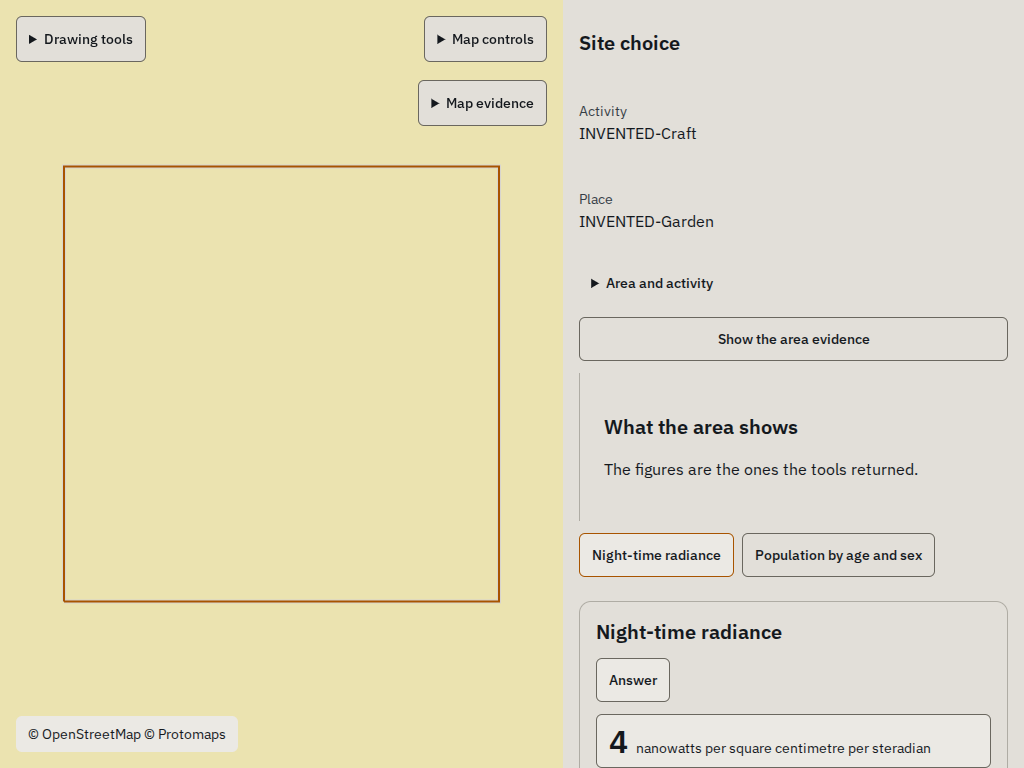 Drawing tools
Map controls
Map evidence
© OpenStreetMap © Protomaps
Site choice
Activity
INVENTED-Craft
Place
INVENTED-Garden
Area and activity
Show the area evidence
What the area shows
The figures are the ones the tools returned.
Night-time radiance
Population by age and sex
Night-time radiance
Answer
4 nanowatts per square centimetre per steradian